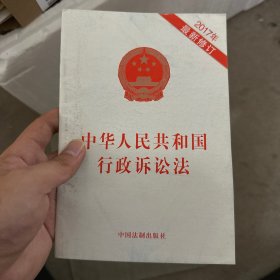 2017年
最新修订
中华人民共和国
行政诉讼法
中国法制出版社